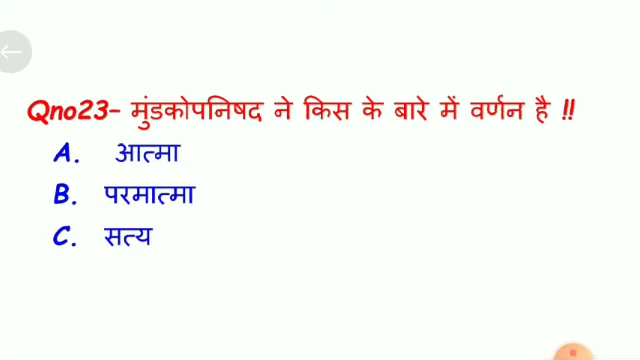 Qno23- मुंडकोपनिषद ने किस के बारे में वर्णन है !!
A. आत्मा
B. परमात्मा
C. सत्य